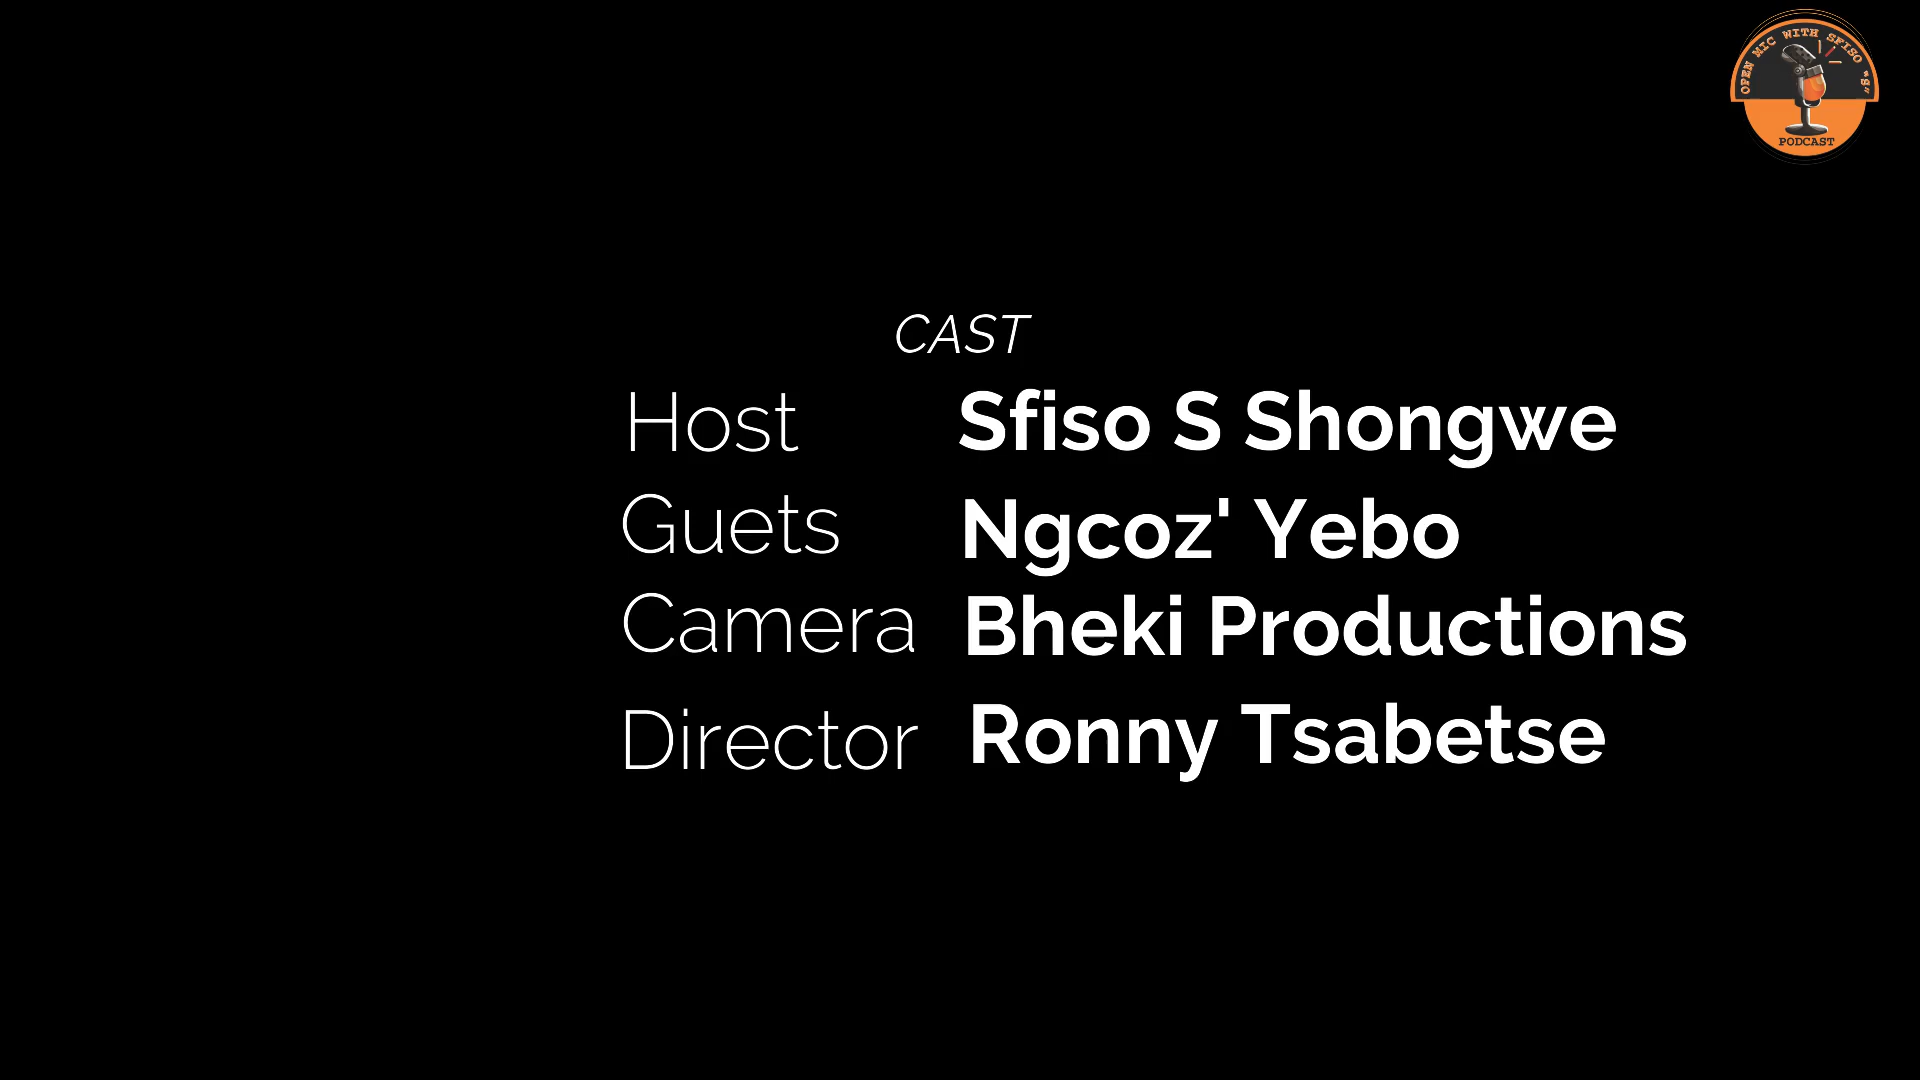 OPEN MIC WITH SFISO "S"
PODCAST
CAST
Host Sfiso S Shongwe
Guets Ngcoz' Yebo
Camera Bheki Productions
Director Ronny Tsabetse